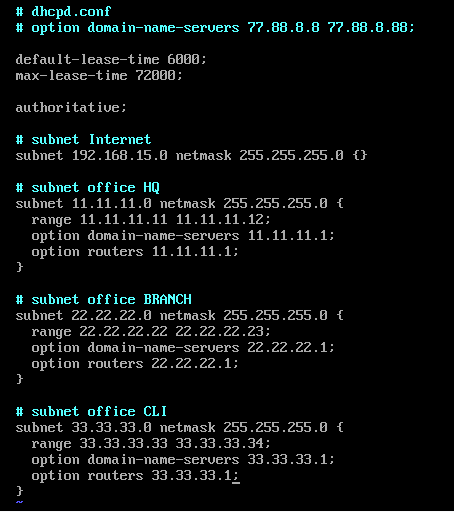 # dhcpd.conf
# option domain-name-servers 77.88.8.8 77.88.8.88;
default-lease-time 6000;
max-lease-time 72000;
authoritative;
# subnet Internet
subnet 192.168.15.0 netmask 255.255.255.0 {}
# subnet office HQ
subnet 11.11.11.0 netmask 255.255.255.0 {
  range 11.11.11.11 11.11.11.12;
  option domain-name-servers 11.11.11.1;
  option routers 11.11.11.1;
}
# subnet office BRANCH
subnet 22.22.22.0 netmask 255.255.255.0 {
  range 22.22.22.22 22.22.22.23;
  option domain-name-servers 22.22.22.1;
  option routers 22.22.22.1;
}
# subnet office CLI
subnet 33.33.33.0 netmask 255.255.255.0 {
  range 33.33.33.33 33.33.33.34;
  option domain-name-servers 33.33.33.1;
  option routers 33.33.33.1;
}
~